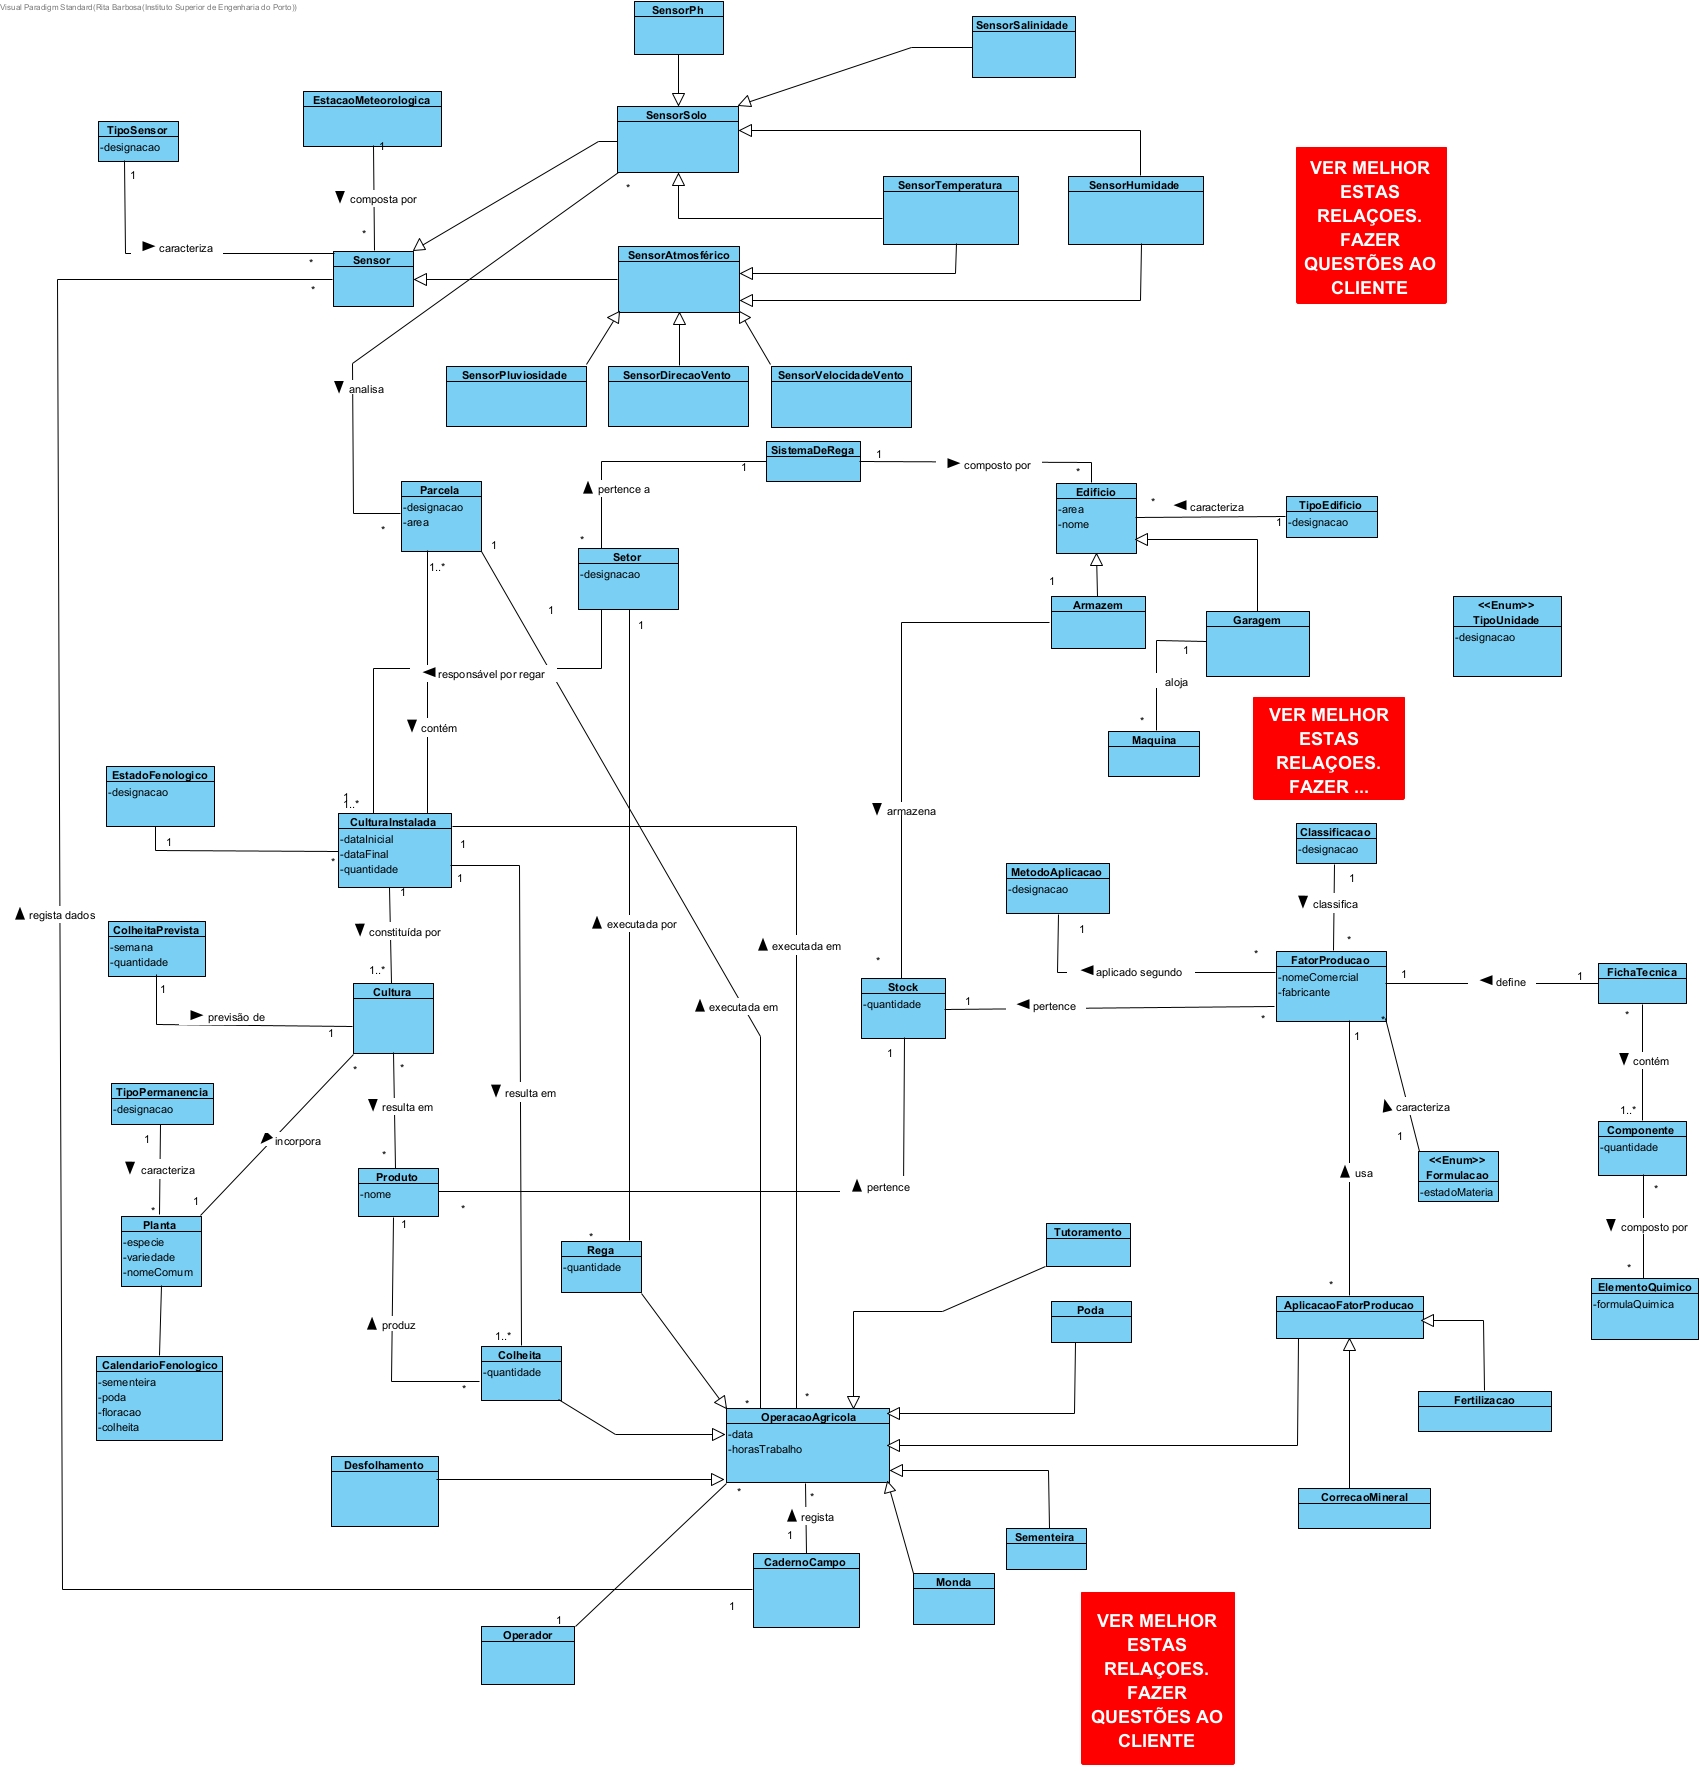 Visual Paradigm Standard(Rita Barbosa(Instituto Superior de Engenharia do Porto))
SensorPh
SensorSalinidade
EstacaoMeteorologica
1
SensorSolo
*
TipoSensor
-designacao
1
VER MELHOR
ESTAS
RELAÇOES.
FAZER
QUESTÕES AO
CLIENTE
SensorTemperatura
SensorHumidade
composta por
*
caracteriza
*
Sensor
*
SensorAtmosférico
SensorPluviosidade
SensorDirecaoVento
SensorVelocidadeVento
analisa
*
SistemaDeRega
1
1
composto por
*
pertence a
*
Parcela
-designacao
-area
1
1..*
Edificio
-area
-nome
*
caracteriza
1
TipoEdificio
-designacao
Setor
-designacao
1
1
1
Armazem
Garagem
1
aloja
*
Maquina
<<Enum>>
TipoUnidade
-designacao
responsável por regar
contém
VER MELHOR
ESTAS
RELAÇOES.
FAZER ...
EstadoFenologico
-designacao
1
*
1
1..*
CulturaInstalada
-dataInicial
-dataFinal
-quantidade
1
1
1
armazena
*
Classificacao
-designacao
1
classifica
*
MetodoAplicacao
-designacao
1
aplicado segundo
*
regista dados
ColheitaPrevista
-semana
-quantidade
1
previsão de
1
constituída por
1..*
Cultura
*
*
executada por
executada em
executada em
Stock
-quantidade
1
1
pertence
*
FatorProducao
-nomeComercial
-fabricante
1
*
1
define
1
FichaTecnica
*
contém
1..*
Componente
-quantidade
*
composto por
*
ElementoQuimico
-formulaQuimica
caracteriza
1
<<Enum>>
Formulacao
-estadoMateria
usa
*
TipoPermanencia
-designacao
1
caracteriza
*
incorpora
1
resulta em
*
resulta em
Produto
-nome
1
*
pertence
Planta
-especie
-variedade
-nomeComum
*
Rega
-quantidade
Tutoramento
Poda
AplicacaoFatorProducao
Fertilizacao
CorrecaoMineral
produz
*
1..*
Colheita
-quantidade
CalendarioFenologico
-sementeira
-poda
-floracao
-colheita
*
*
OperacaoAgricola
-data
-horasTrabalho
*
*
Desfolhamento
regista
1
Sementeira
CadernoCampo
1
Monda
1
Operador
VER MELHOR
ESTAS
RELAÇOES.
FAZER
QUESTÕES AO
CLIENTE